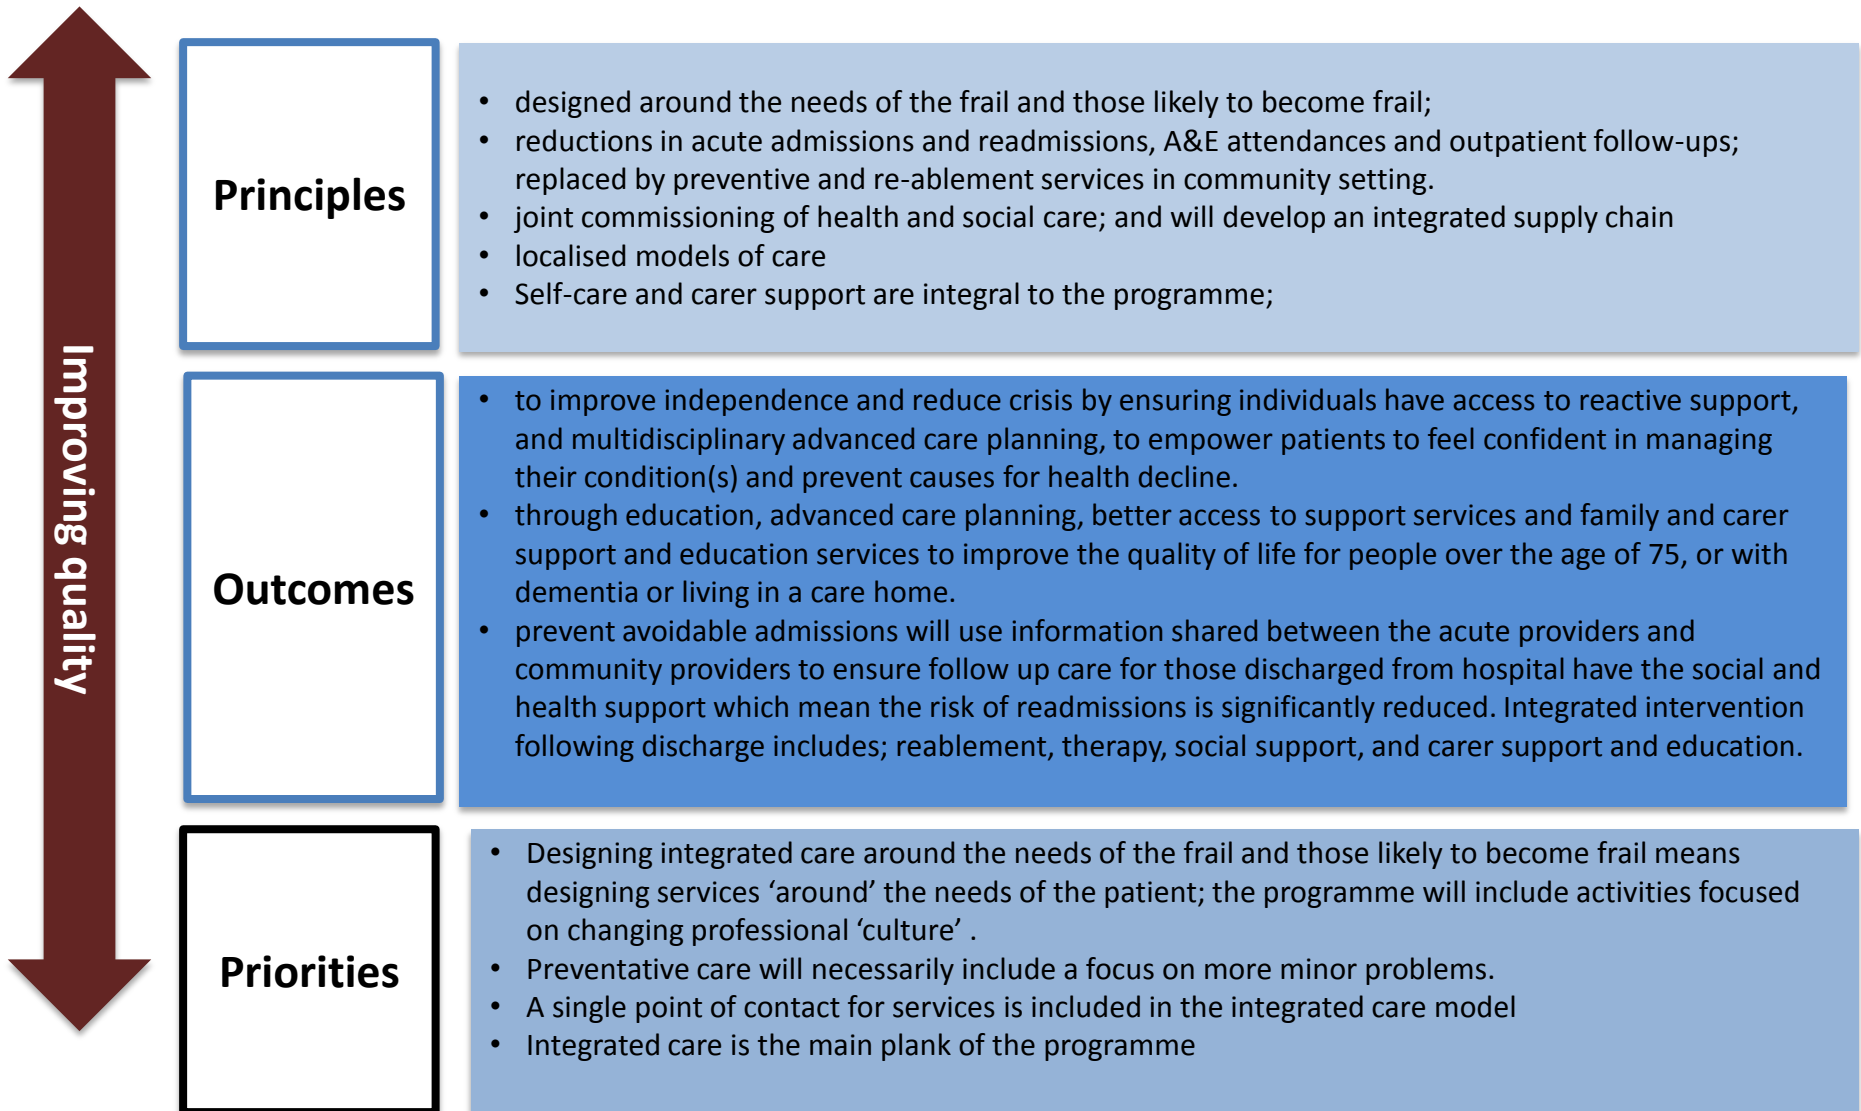 Improving quality
Principles
• designed around the needs of the frail and those likely to become frail;
• reductions in acute admissions and readmissions, A&E attendances and outpatient follow-ups;
replaced by preventive and re-ablement services in community setting.
• joint commissioning of health and social care; and will develop an integrated supply chain
• localised models of care
• Self-care and carer support are integral to the programme;
Outcomes
• to improve independence and reduce crisis by ensuring individuals have access to reactive support,
and multidisciplinary advanced care planning, to empower patients to feel confident in managing
their condition(s) and prevent causes for health decline.
• through education, advanced care planning, better access to support services and family and carer
support and education services to improve the quality of life for people over the age of 75, or with
dementia or living in a care home.
• prevent avoidable admissions will use information shared between the acute providers and
community providers to ensure follow up care for those discharged from hospital have the social and
health support which mean the risk of readmissions is significantly reduced. Integrated intervention
following discharge includes; reablement, therapy, social support, and carer support and education.
Priorities
• Designing integrated care around the needs of the frail and those likely to become frail means
designing services ‘around’ the needs of the patient; the programme will include activities focused
on changing professional ‘culture’ .
• Preventative care will necessarily include a focus on more minor problems.
• A single point of contact for services is included in the integrated care model
• Integrated care is the main plank of the programme